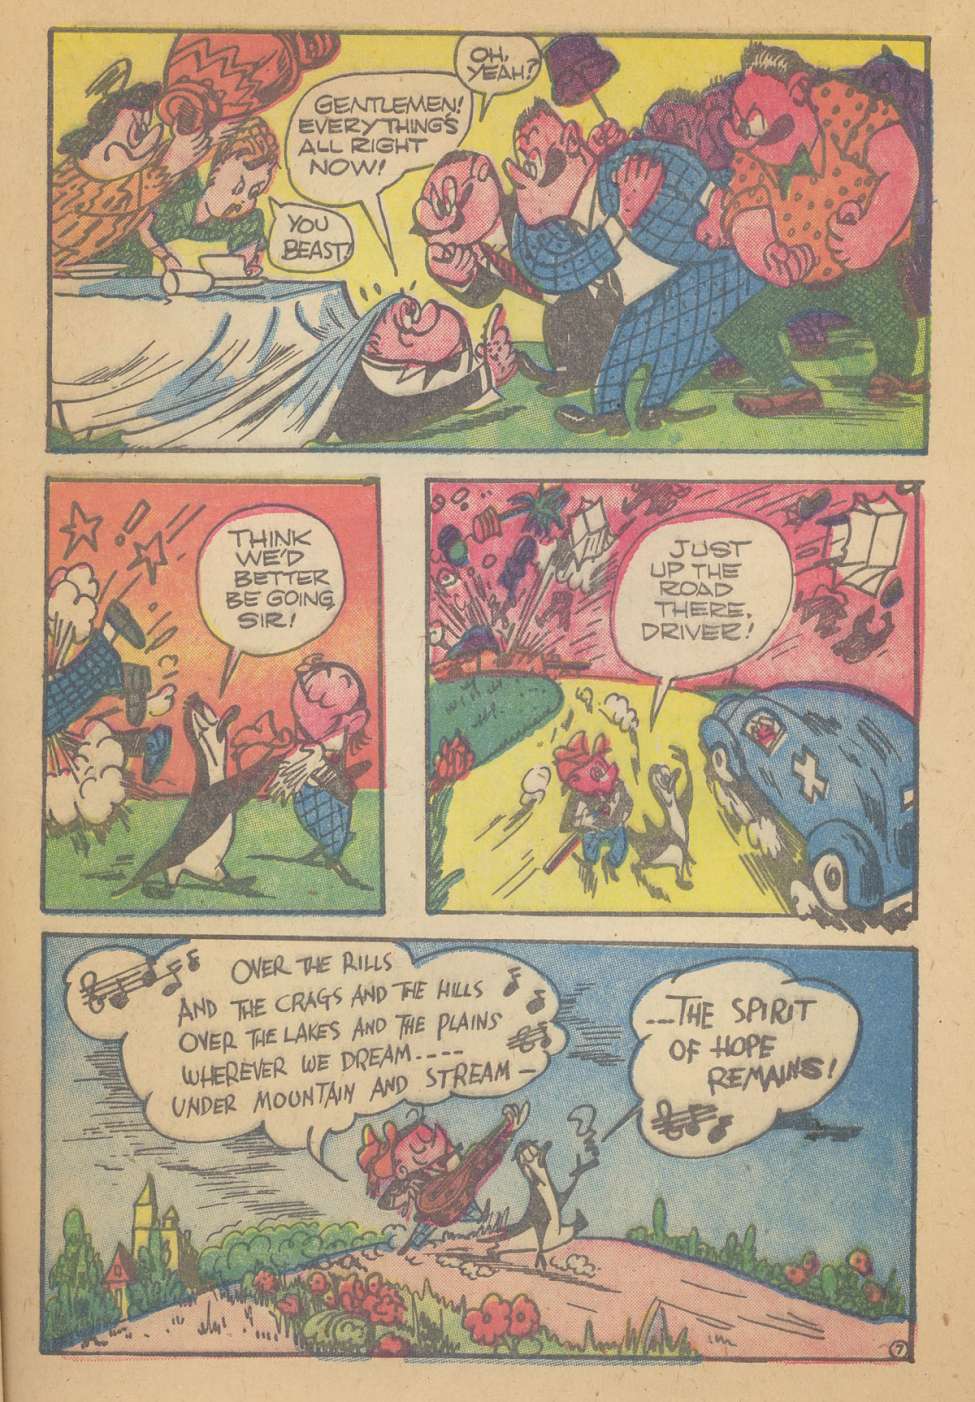 OH,
YEAH?
GENTLEMEN!
EVERYTHING'S
ALL RIGHT
NOW!
YOU
BEAST!
THINK
WE'D
BETTER
BE GOING,
SIR!
JUST
UP THE
ROAD
THERE,
DRIVER!
OVER THE RILLS
AND THE CRAGS AND THE HILLS
OVER THE LAKES AND THE PLAINS
WHEREVER WE DREAM----
UNDER MOUNTAIN AND STREAM—
---THE SPIRIT
OF HOPE
REMAINS!
7